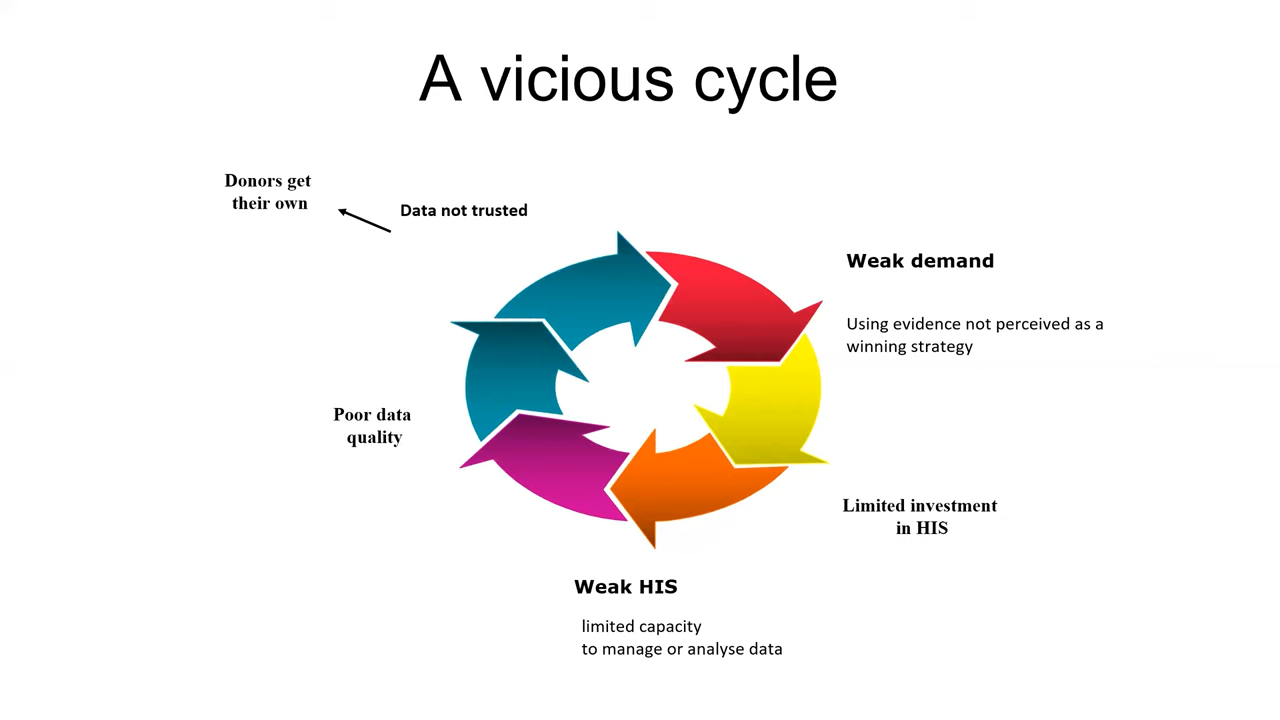 A vicious cycle
Donors get
their own
Data not trusted
Weak demand
Using evidence not perceived as a
winning strategy
Poor data
quality
Limited investment
in HIS
Weak HIS
limited capacity
to manage or analyse data